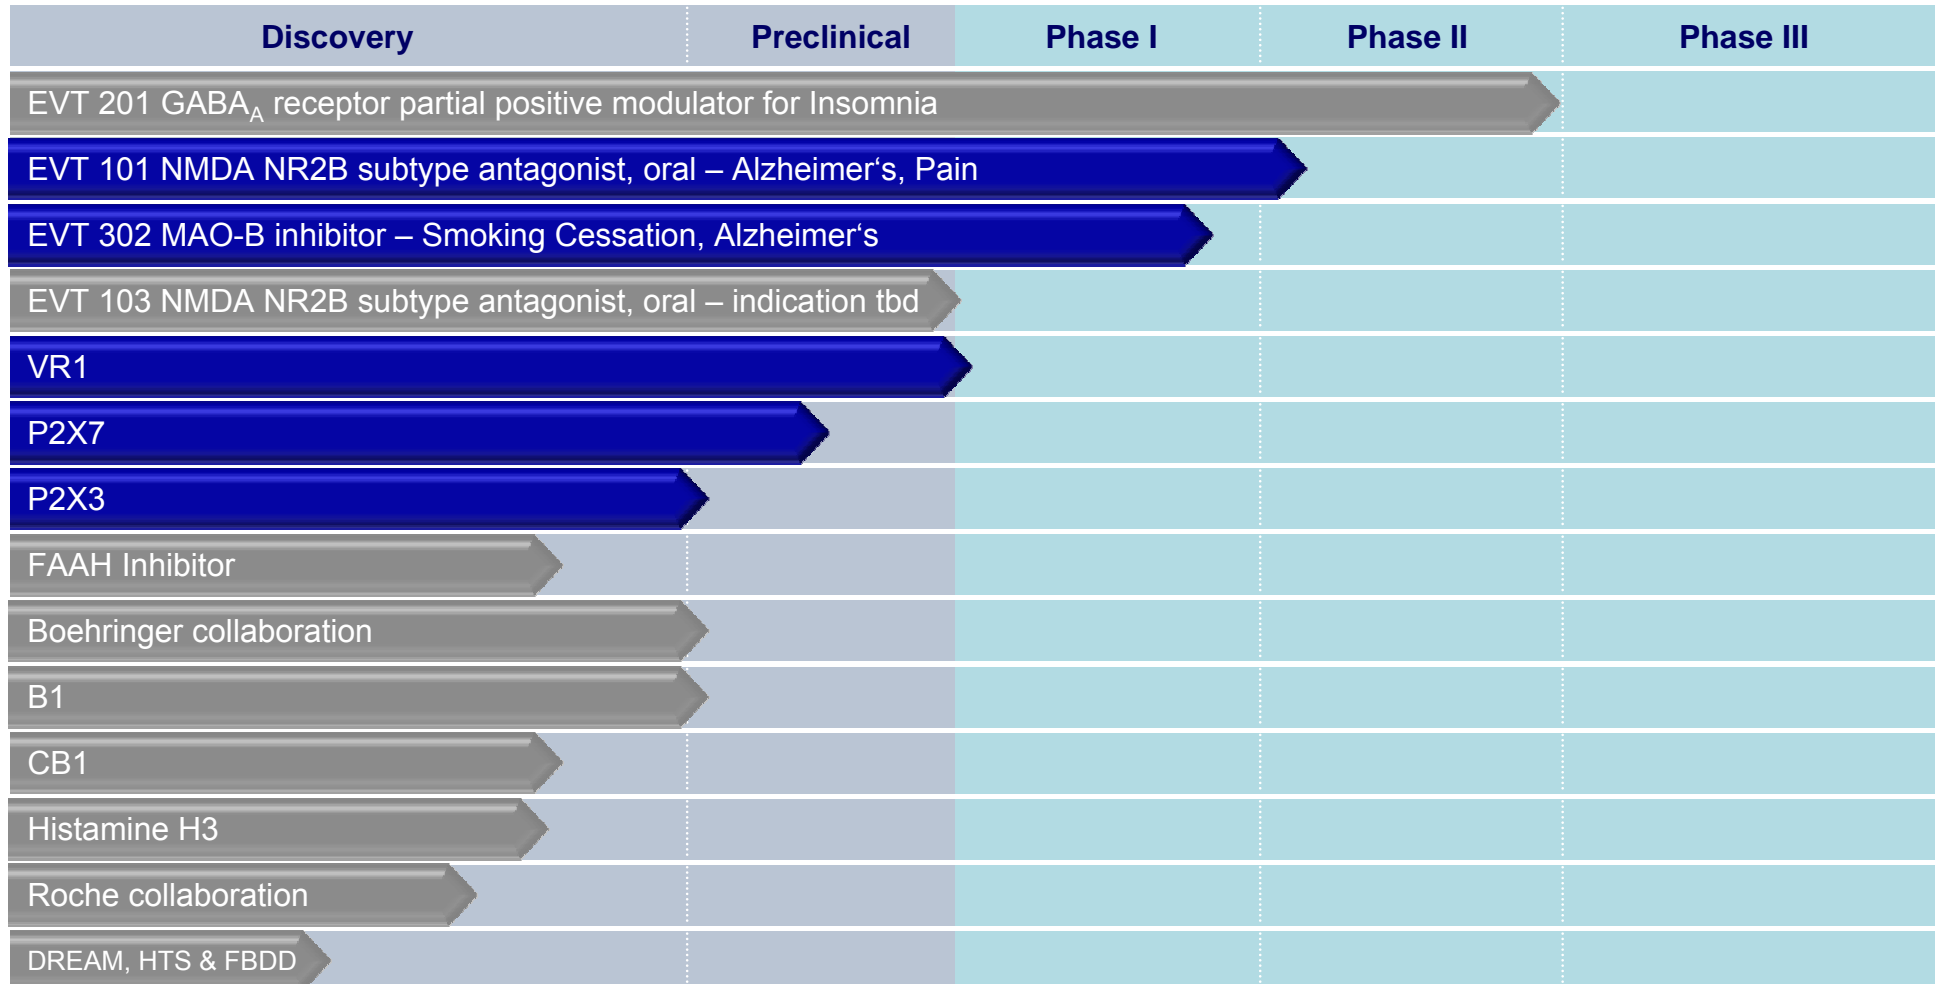 Discovery Preclinical Phase I Phase II Phase III
EVT 201 GABAA receptor partial positive modulator for Insomnia
EVT 101 NMDA NR2B subtype antagonist, oral – Alzheimer‘s, Pain
EVT 302 MAO-B inhibitor – Smoking Cessation, Alzheimer‘s
EVT 103 NMDA NR2B subtype antagonist, oral – indication tbd
VR1
P2X7
P2X3
FAAH Inhibitor
Boehringer collaboration
B1
CB1
Histamine H3
Roche collaboration
DREAM, HTS & FBDD